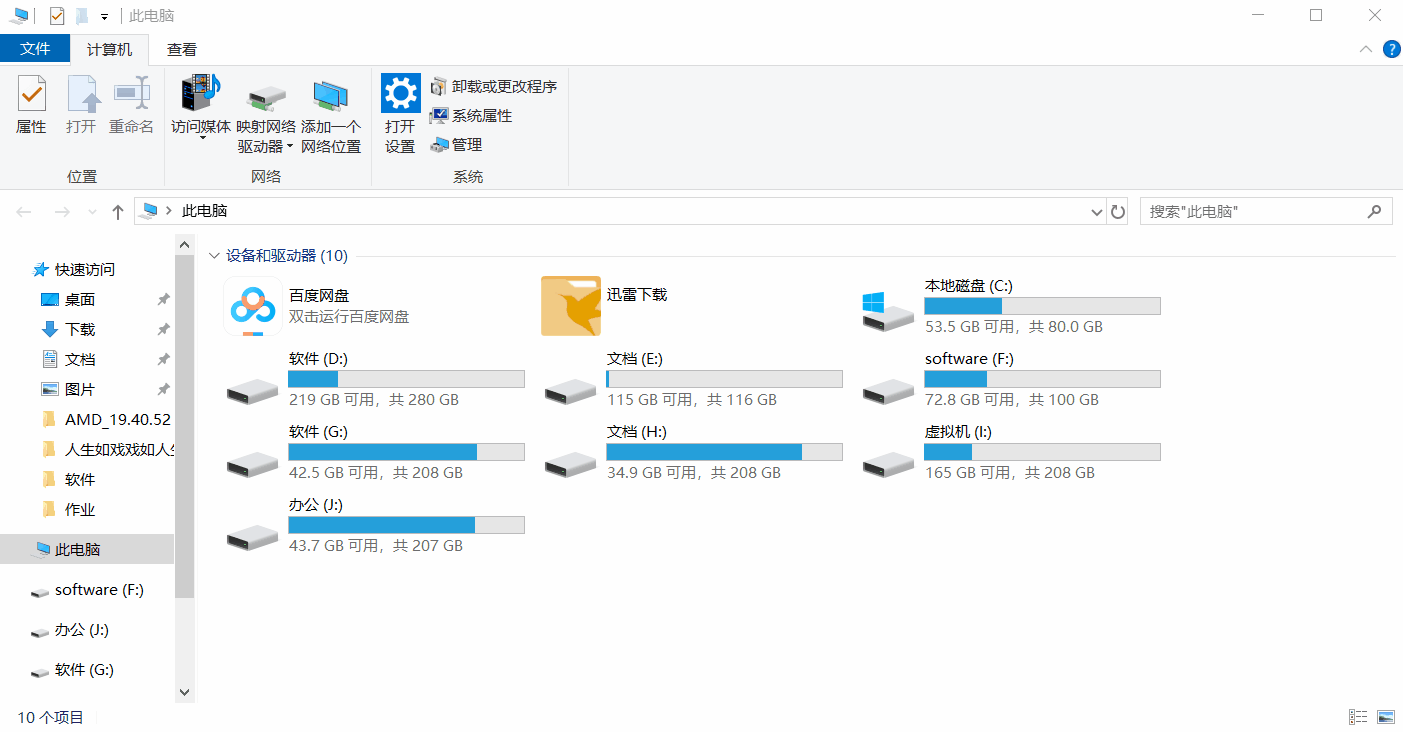 此电脑
文件 计算机 查看
属性 打开 重命名
访问媒体 映射网络驱动器 添加一个网络位置
打开设置
卸载或更改程序
系统属性
管理
位置 网络 系统
此电脑
搜索"此电脑"
快速访问
桌面
下载
文档
图片
AMD_19.40.52
人生如戏戏如人生
软件
作业
此电脑
software (F:)
办公 (J:)
软件 (G:)
设备和驱动器 (10)
百度网盘
双击运行百度网盘
迅雷下载
本地磁盘 (C:)
53.5 GB 可用，共 80.0 GB
软件 (D:)
219 GB 可用，共 280 GB
文档 (E:)
115 GB 可用，共 116 GB
software (F:)
72.8 GB 可用，共 100 GB
软件 (G:)
42.5 GB 可用，共 208 GB
文档 (H:)
34.9 GB 可用，共 208 GB
虚拟机 (I:)
165 GB 可用，共 208 GB
办公 (J:)
43.7 GB 可用，共 207 GB
10 个项目